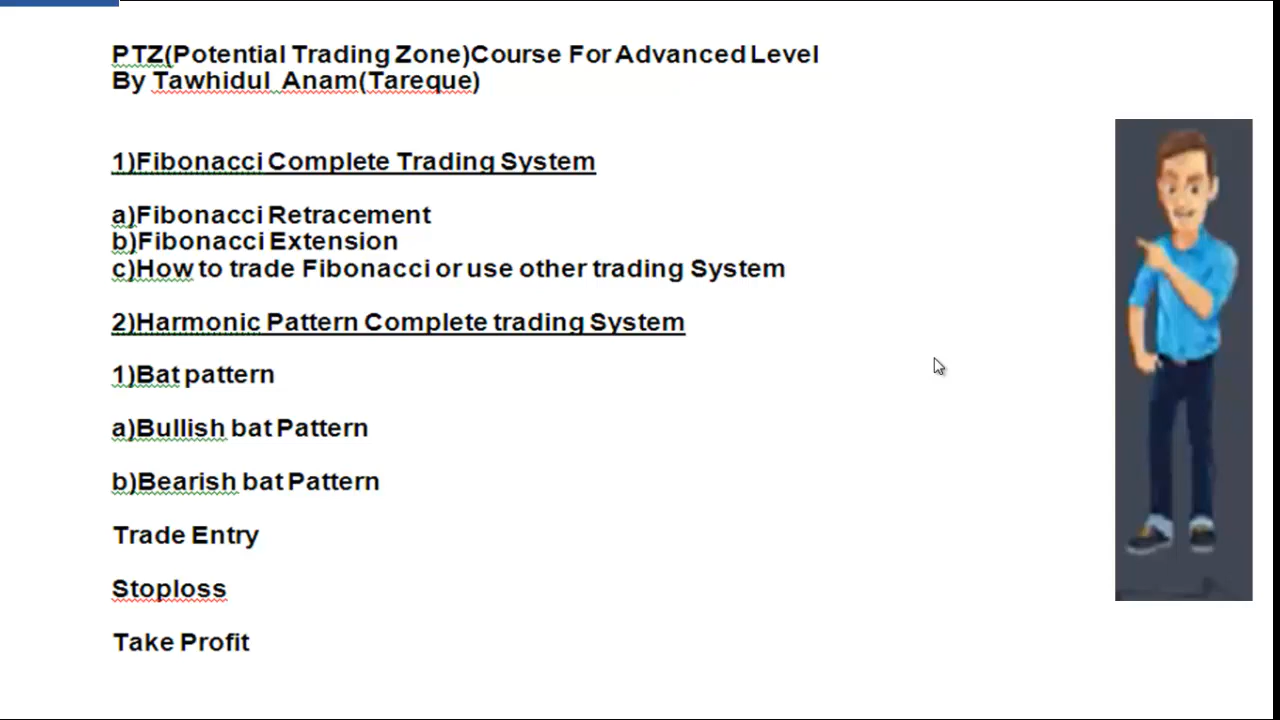 PTZ(Potential Trading Zone)Course For Advanced Level
By Tawhidul Anam(Tareque)
1)Fibonacci Complete Trading System
a)Fibonacci Retracement
b)Fibonacci Extension
c)How to trade Fibonacci or use other trading System
2)Harmonic Pattern Complete trading System
1)Bat pattern
a)Bullish bat Pattern
b)Bearish bat Pattern
Trade Entry
Stoploss
Take Profit